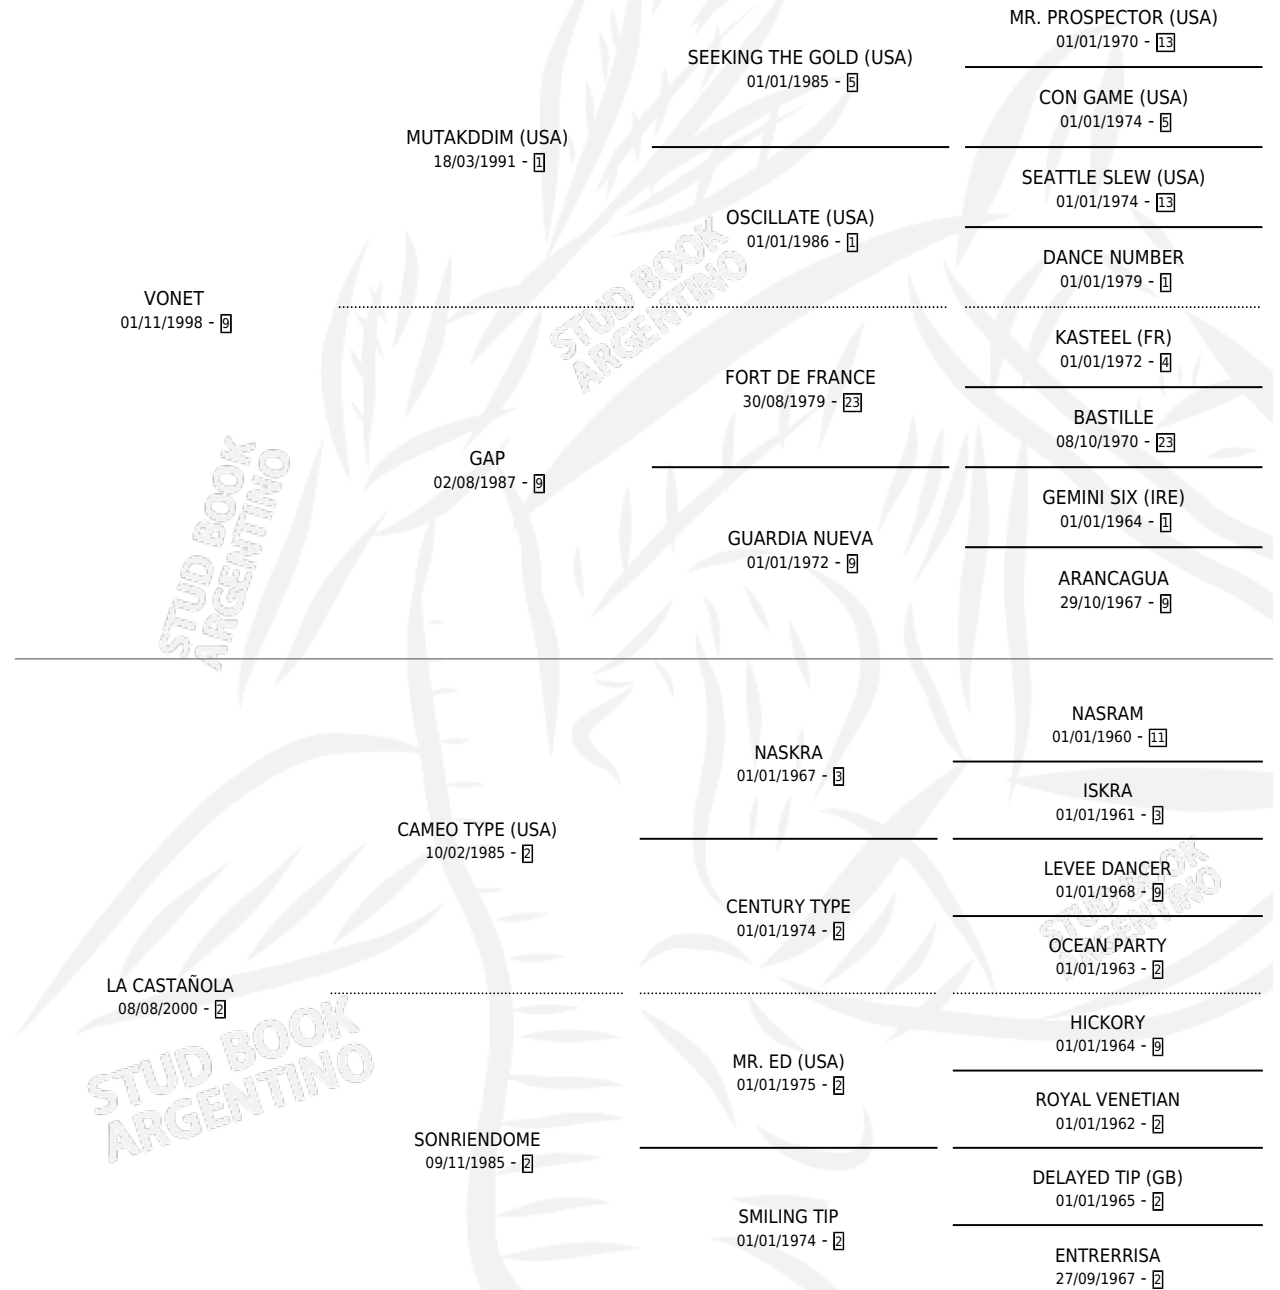 MR. PROSPECTOR (USA)
01/01/1970 - 13
SEEKING THE GOLD (USA)
01/01/1985 - 5
CON GAME (USA)
01/01/1974 - 5
MUTAKDDIM (USA)
18/03/1991 - 1
SEATTLE SLEW (USA)
01/01/1974 - 13
OSCILLATE (USA)
01/01/1986 - 1
DANCE NUMBER
01/01/1979 - 1
VONET
01/11/1998 - 9
KASTEEL (FR)
01/01/1972 - 4
FORT DE FRANCE
30/08/1979 - 23
BASTILLE
08/10/1970 - 23
GAP
02/08/1987 - 9
GEMINI SIX (IRE)
01/01/1964 - 1
GUARDIA NUEVA
01/01/1972 - 9
ARANCAGUA
29/10/1967 - 9
NASRAM
01/01/1960 - 11
NASKRA
01/01/1967 - 3
ISKRA
01/01/1961 - 3
CAMEO TYPE (USA)
10/02/1985 - 2
LEVEE DANCER
01/01/1968 - 9
CENTURY TYPE
01/01/1974 - 2
OCEAN PARTY
01/01/1963 - 2
LA CASTAÑOLA
08/08/2000 - 2
HICKORY
01/01/1964 - 9
MR. ED (USA)
01/01/1975 - 2
ROYAL VENETIAN
01/01/1962 - 2
SONRIENDOME
09/11/1985 - 2
DELAYED TIP (GB)
01/01/1965 - 2
SMILING TIP
01/01/1974 - 2
ENTRERRISA
27/09/1967 - 2
STUD BOOK
ARGENTINO
STUD BOOK
ARGENTINO
STUD BOOK
ARGENTINO
STUD BOOK
ARGENTINO